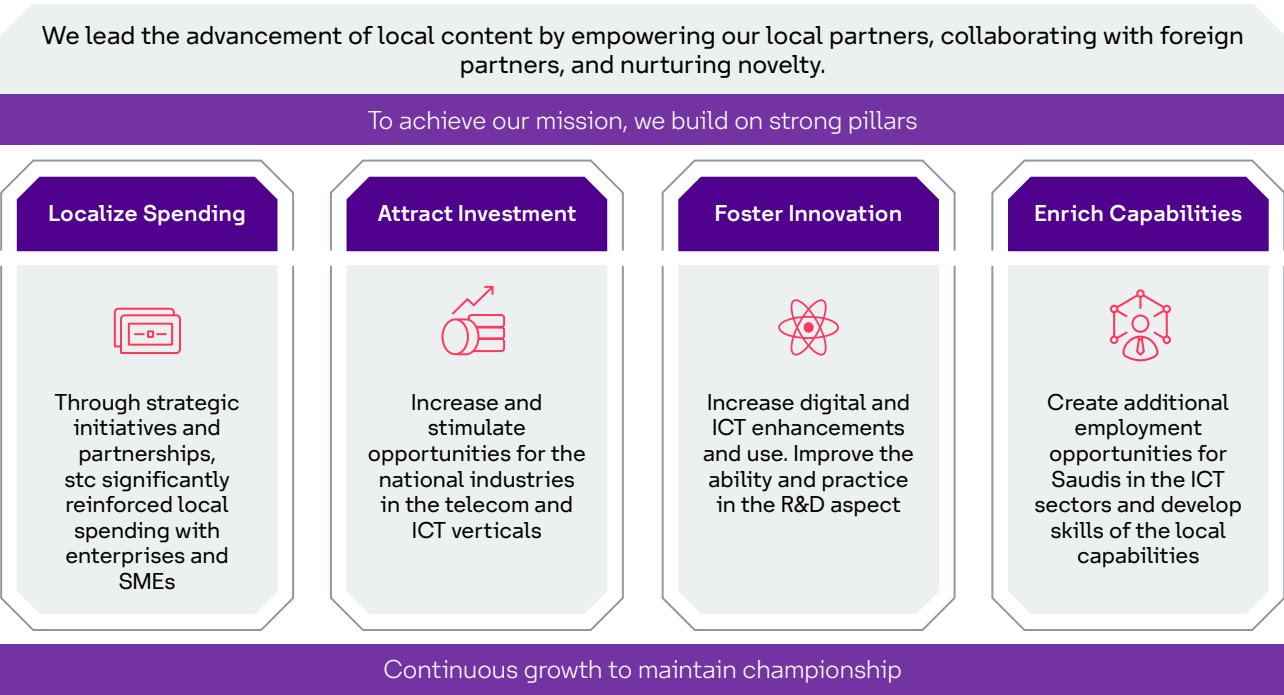 We lead the advancement of local content by empowering our local partners, collaborating with foreign
partners, and nurturing novelty.
To achieve our mission, we build on strong pillars
Localize Spending
Through strategic
initiatives and
partnerships,
stc significantly
reinforced local
spending with
enterprises and
SMEs
Attract Investment
Increase and
stimulate
opportunities for the
national industries
in the telecom and
ICT verticals
Foster Innovation
Increase digital and
ICT enhancements
and use. Improve the
ability and practice
in the R&D aspect
Enrich Capabilities
Create additional
employment
opportunities for
Saudis in the ICT
sectors and develop
skills of the local
capabilities
Continuous growth to maintain championship